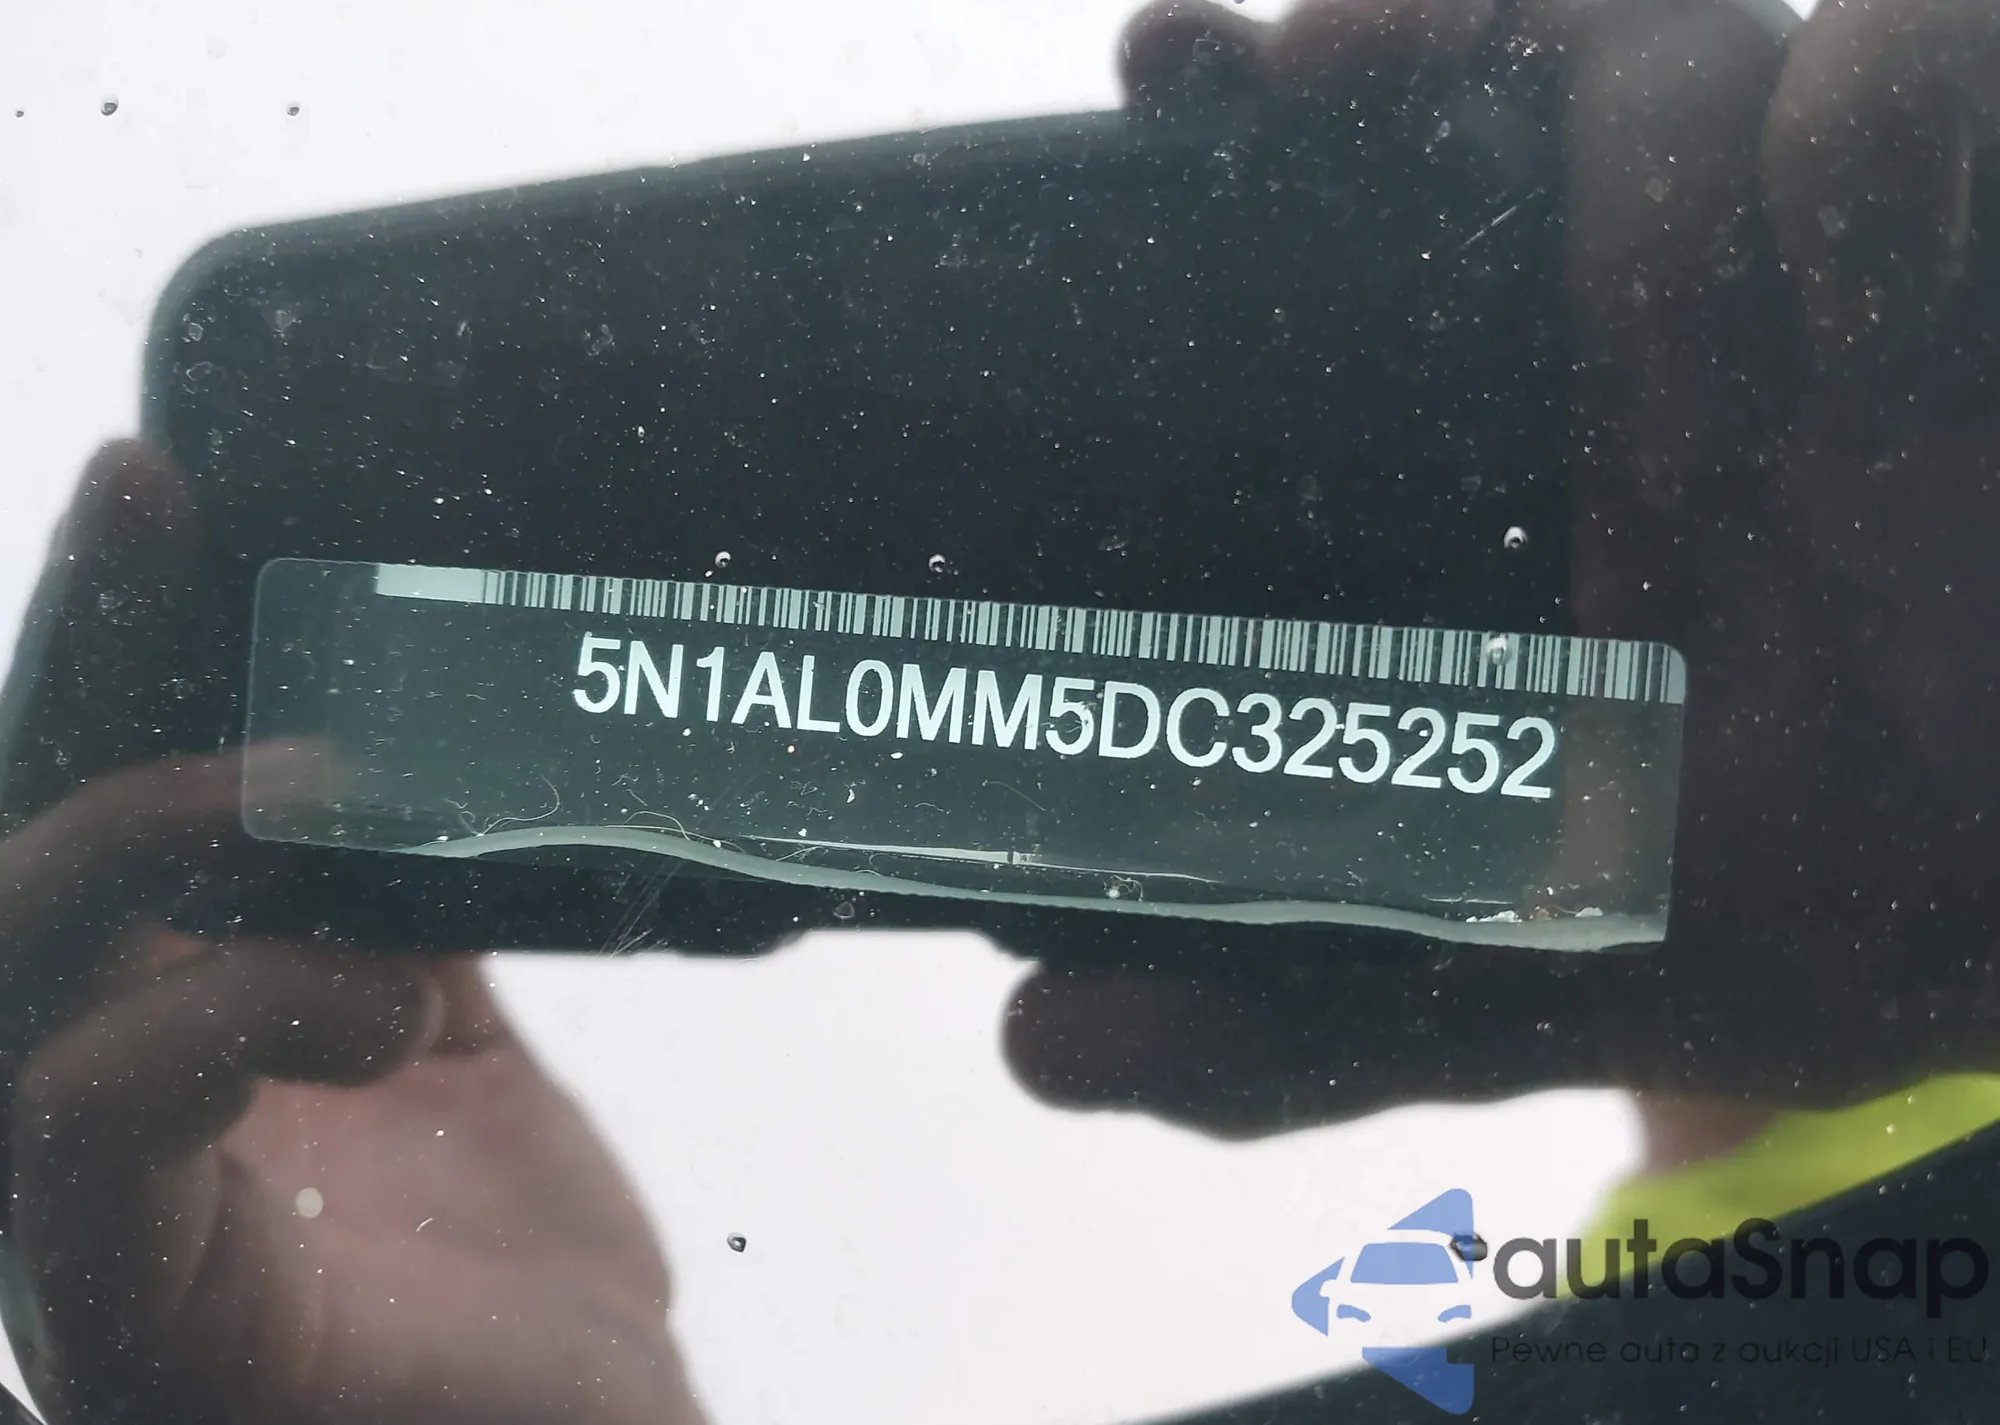 5N1AL0MM5DC325252
autaSnap
Pewne auta z aukcji USA i EU